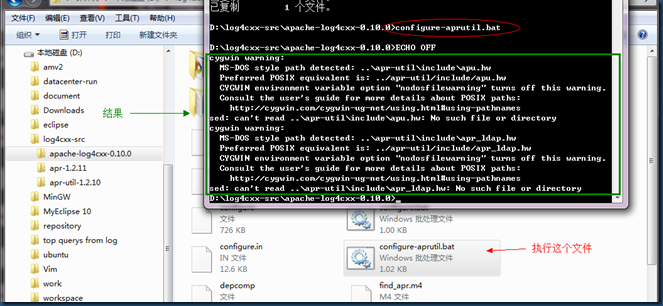 文件(F) 编辑(E) 查看(V) 工具(T) 帮助(H)
组织 打开 打印 新建文件夹
本地磁盘 (D:)
amv2
datacenter-run
document
Downloads
eclipse
log4cxx-src
apache-log4cxx-0.10.0
apr-1.2.11
apr-util-1.2.10
MinGW
MyEclipse 10
repository
top querys from log
ubuntu
Vim
work
workspace
结果
已复制 1 个文件。
D:\log4cxx-src\apache-log4cxx-0.10.0>configure-aprutil.bat
D:\log4cxx-src\apache-log4cxx-0.10.0>ECHO OFF
cygwin warning:
MS-DOS style path detected: ..\apr-util\include\apu.hw
Preferred POSIX equivalent is: ../apr-util/include/apu.hw
CYGWIN environment variable option "nodosfilewarning" turns off this warning.
Consult the user's guide for more details about POSIX paths:
http://cygwin.com/cygwin-ug-net/using.html#using-pathnames
sed: can't read ..\apr-util\include\apu.hw: No such file or directory
cygwin warning:
MS-DOS style path detected: ..\apr-util\include\apr_ldap.hw
Preferred POSIX equivalent is: ../apr-util/include/apr_ldap.hw
CYGWIN environment variable option "nodosfilewarning" turns off this warning.
Consult the user's guide for more details about POSIX paths:
http://cygwin.com/cygwin-ug-net/using.html#using-pathnames
sed: can't read ..\apr-util\include\apr_ldap.hw: No such file or directory
D:\log4cxx-src\apache-log4cxx-0.10.0>
文件
726 KB
Windows 批处理文件
1.00 KB
configure.in
IN 文件
12.6 KB
configure-aprutil.bat
Windows 批处理文件
1.02 KB
执行这个文件
depcomp
文件
find_apr.m4
M4 文件